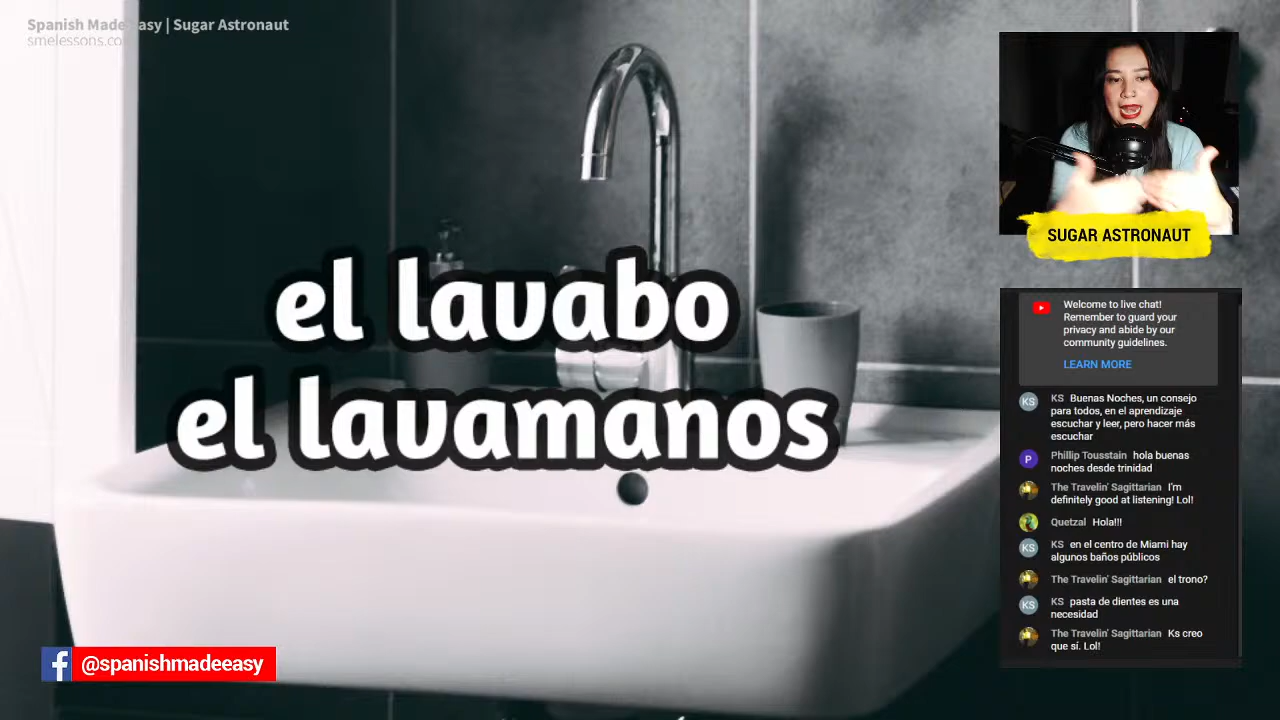 Spanish Made Easy | Sugar Astronaut
smelessons.com
el lavabo
el lavamanos
@spanishmadeeasy
SUGAR ASTRONAUT
Welcome to live chat!
Remember to guard your
privacy and abide by our
community guidelines.
LEARN MORE
KS KS Buenas Noches, un consejo
para todos, en el aprendizaje
escuchar y leer, pero hacer más
escuchar
P Phillip Tousstain hola buenas
noches desde trinidad
The Travelin' Sagittarian I'm
definitely good at listening! Lol!
Quetzal Hola!!!
KS KS en el centro de Miami hay
algunos baños públicos
The Travelin' Sagittarian el trono?
KS KS pasta de dientes es una
necesidad
The Travelin' Sagittarian Ks creo
que sí. Lol!